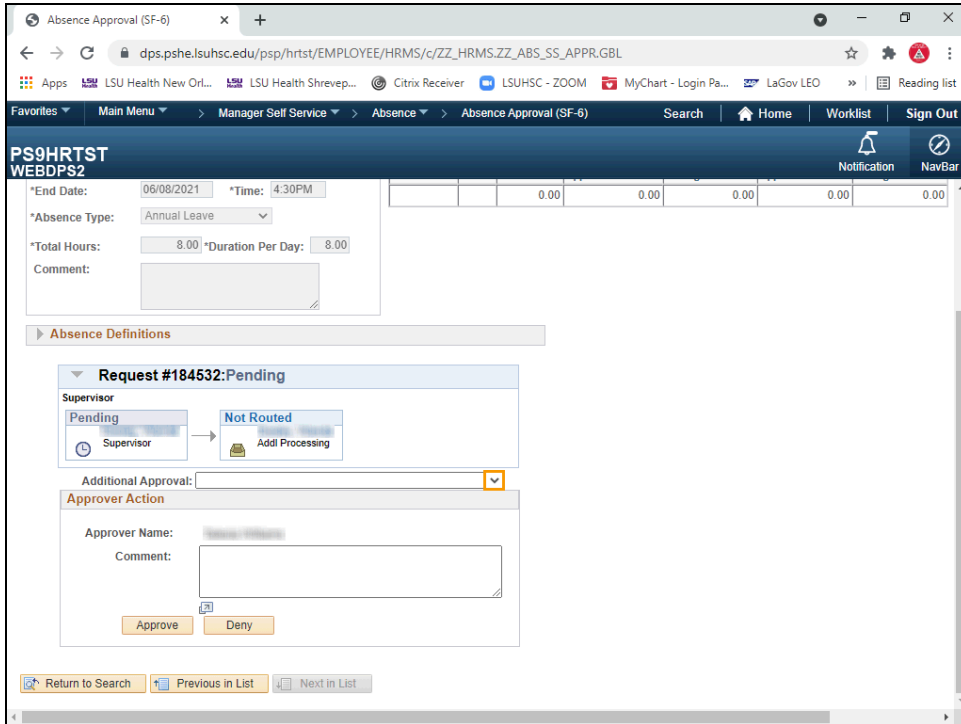 Absence Approval (SF-6)
dps.pshe.lsuhsc.edu/psp/hrtst/EMPLOYEE/HRMS/c/ZZ_HRMS.ZZ_ABS_SS_APPR.GBL
Apps LSU Health New Orl... LSU Health Shrevep... Citrix Receiver LSUHSC - ZOOM MyChart - Login Pa... LaGov LEO » Reading list
Favorites Main Menu > Manager Self Service > Absence > Absence Approval (SF-6) Search Home Worklist Sign Out
PS9HRTST
WEBDPS2
Notification NavBar
*End Date: 06/08/2021 *Time: 4:30PM
0.00 0.00 0.00 0.00 0.00
*Absence Type: Annual Leave
*Total Hours: 8.00 *Duration Per Day: 8.00
Comment:
Absence Definitions
Request #184532:Pending
Supervisor
Pending Not Routed
Supervisor Addl Processing
Additional Approval:
Approver Action
Approver Name:
Comment:
Approve Deny
Return to Search Previous in List Next in List